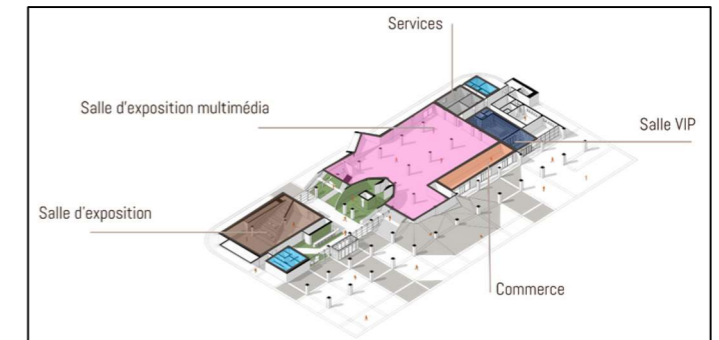 Services
Salle d'exposition multimédia
Salle VIP
Salle d'exposition
Commerce